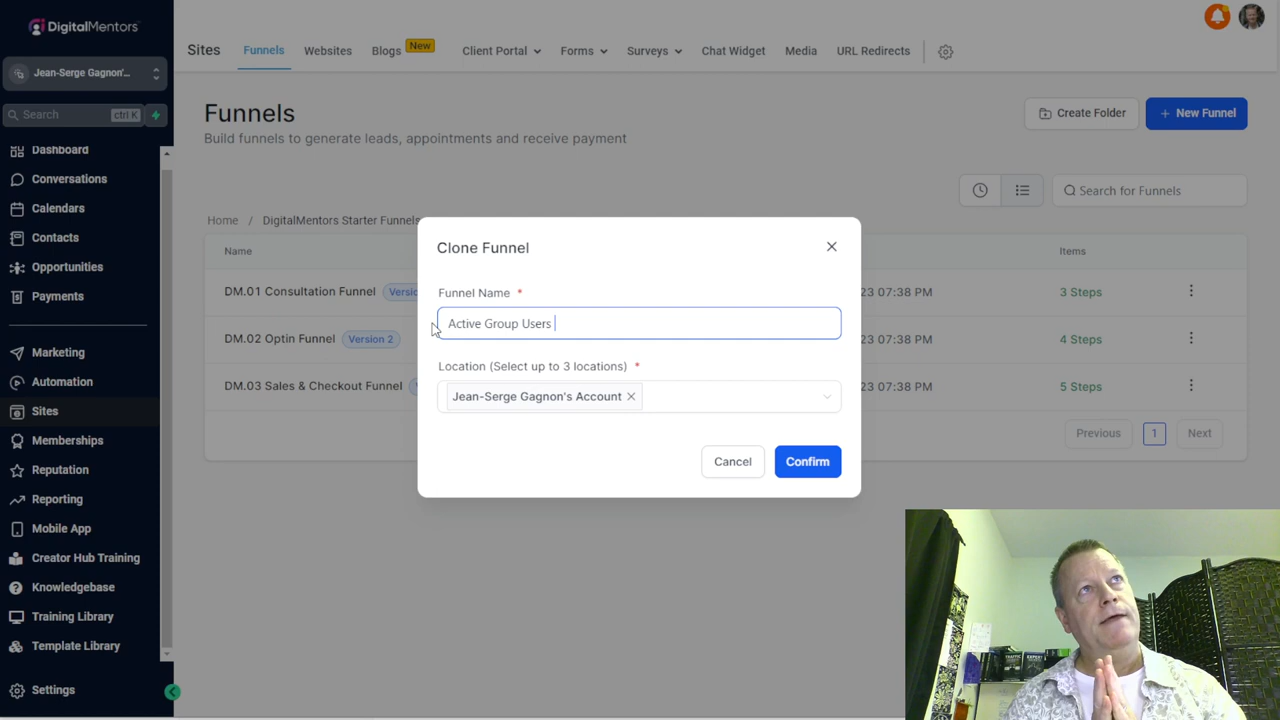 DigitalMentors
Jean-Serge Gagnon'...
Search
ctrl K
Dashboard
Conversations
Calendars
Contacts
Opportunities
Payments
Marketing
Automation
Sites
Memberships
Reputation
Reporting
Mobile App
Creator Hub Training
Knowledgebase
Training Library
Template Library
Settings
Sites
Funnels
Websites
Blogs
New
Client Portal
Forms
Surveys
Chat Widget
Media
URL Redirects
Funnels
Build funnels to generate leads, appointments and receive payment
Create Folder
+ New Funnel
Search for Funnels
Home / DigitalMentors Starter Funnels
Name
Items
DM.01 Consultation Funnel
Versio
23 07:38 PM
3 Steps
DM.02 Optin Funnel
Version 2
23 07:38 PM
4 Steps
DM.03 Sales & Checkout Funnel
23 07:38 PM
5 Steps
Previous
1
Next
Clone Funnel
Funnel Name *
Active Group Users
Location (Select up to 3 locations) *
Jean-Serge Gagnon's Account
Cancel
Confirm
TRAFFIC
EXPERT